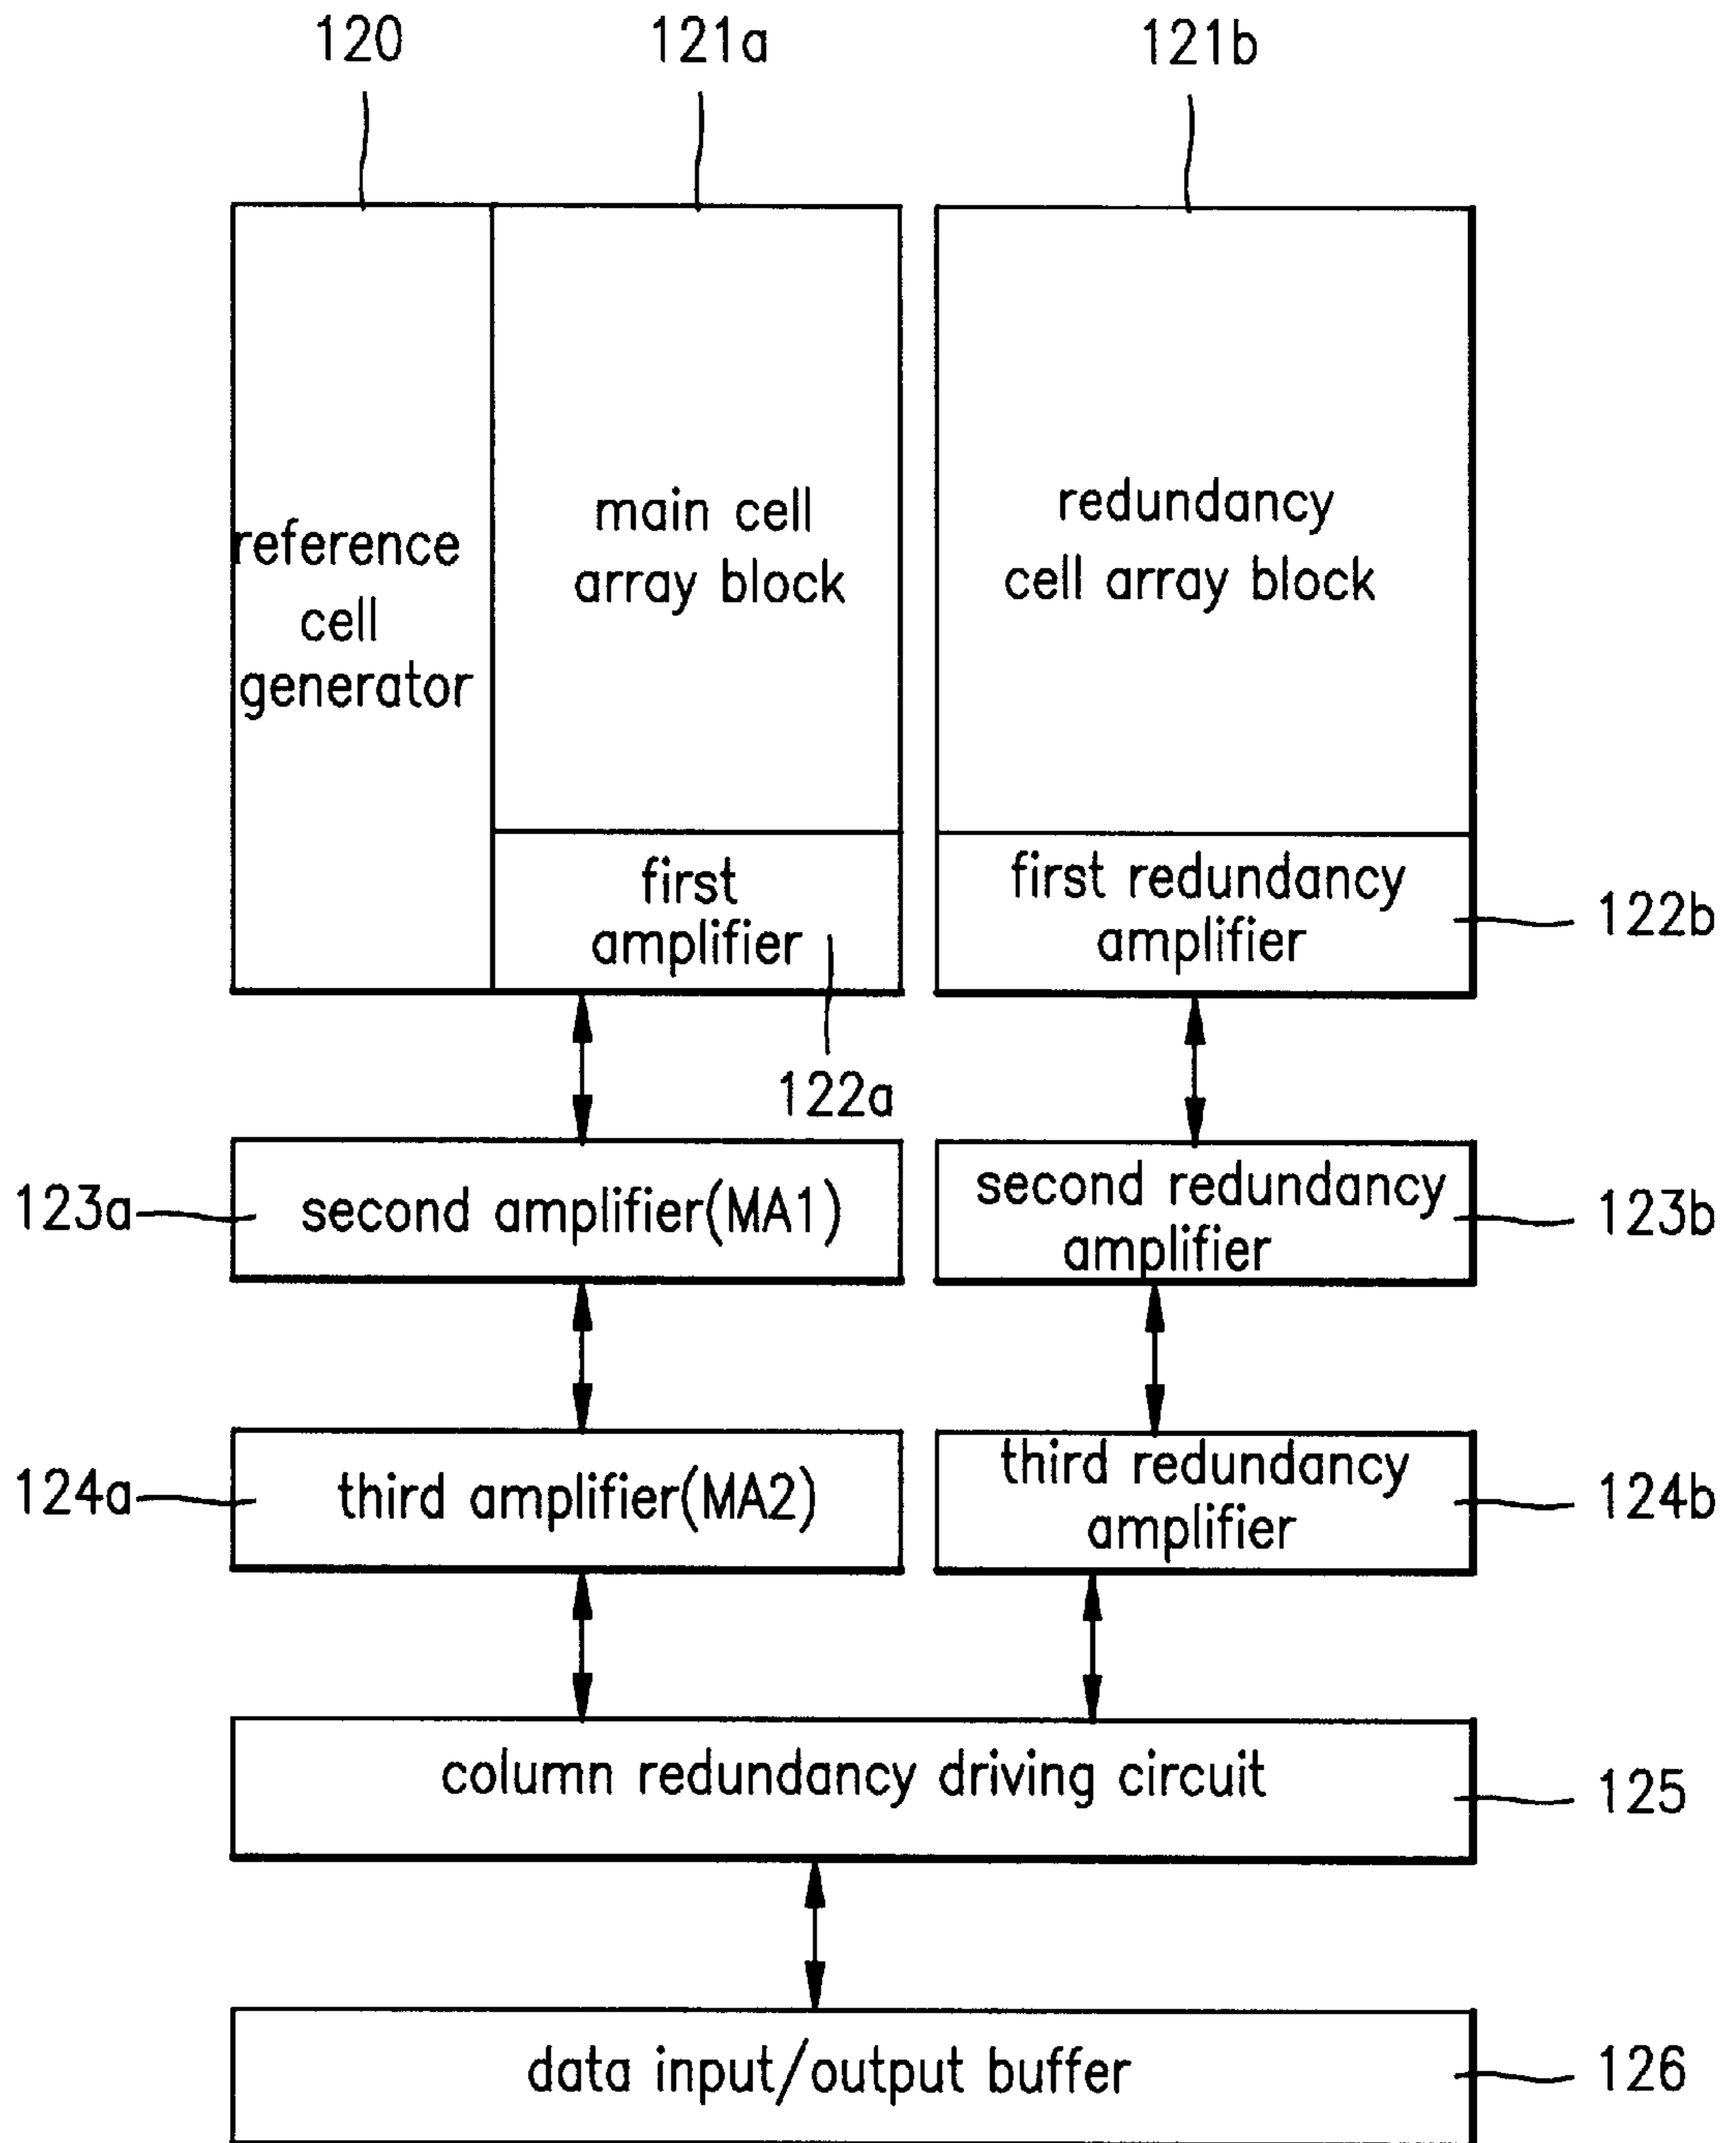 120
121a
121b
reference
cell
generator
main cell
array block
redundancy
cell array block
first
amplifier
first redundancy
amplifier
122b
122a
123a
second amplifier(MA1)
second redundancy
amplifier
123b
124a
third amplifier(MA2)
third redundancy
amplifier
124b
column redundancy driving circuit
125
data input/output buffer
126